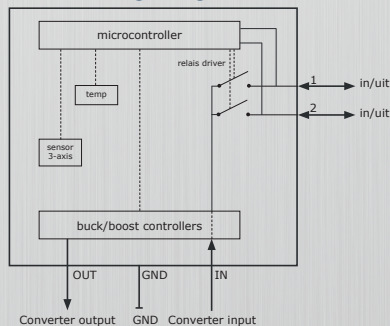 microcontroller
relais driver
temp
sensor
3-axis
1
in/uit
2
in/uit
buck/boost controllers
OUT
GND
IN
Converter output
GND
Converter input